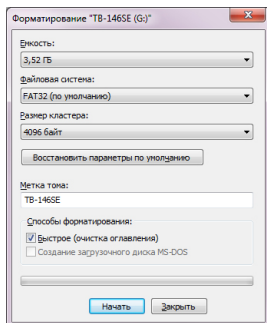 Форматирование "TB-146SE (G:)"
Емкость:
3,52 ГБ
Файловая система:
FAT32 (по умолчанию)
Размер кластера:
4096 байт
Восстановить параметры по умолчанию
Метка тома:
TB-146SE
Способы форматирования:
Быстрое (очистка оглавления)
Создание загрузочного диска MS-DOS
Начать Закрыть